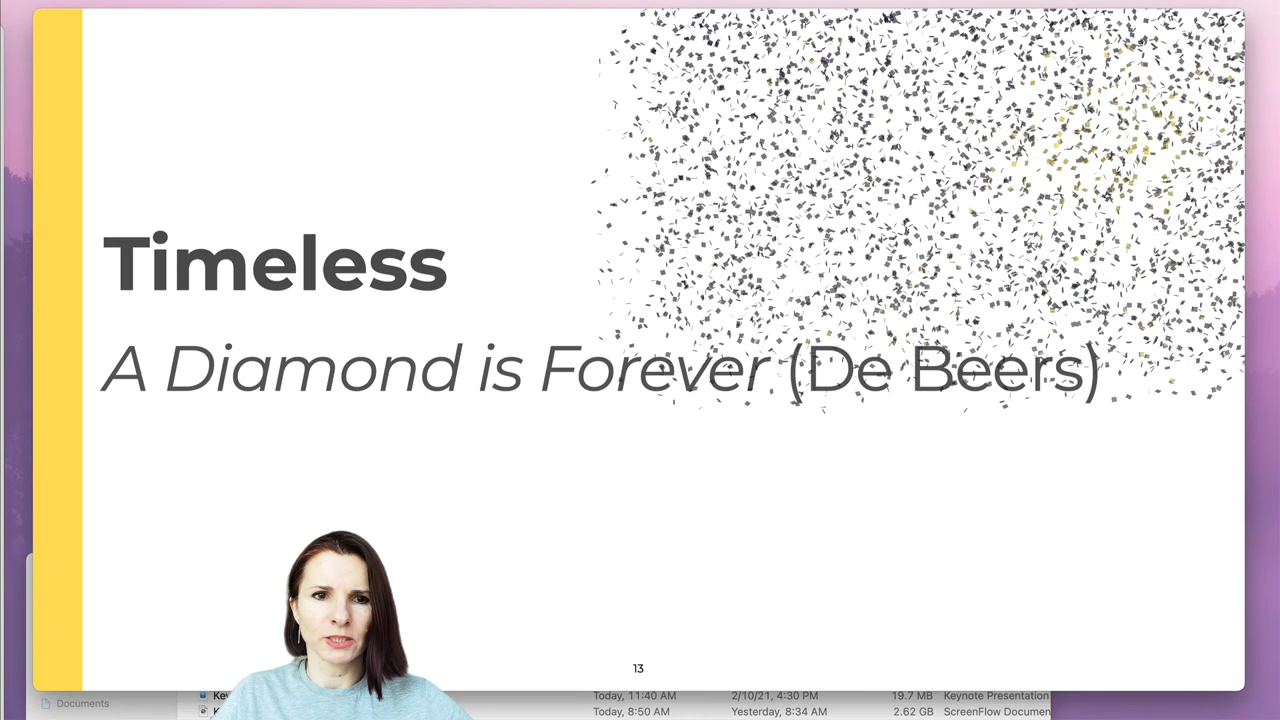 Timeless
A Diamond is Forever (De Beers)
13
Documents
Today, 11:40 AM 2/10/21, 4:30 PM 19.7 MB Keynote Presentation
Today, 8:50 AM Yesterday, 8:34 AM 2.62 GB ScreenFlow Documen